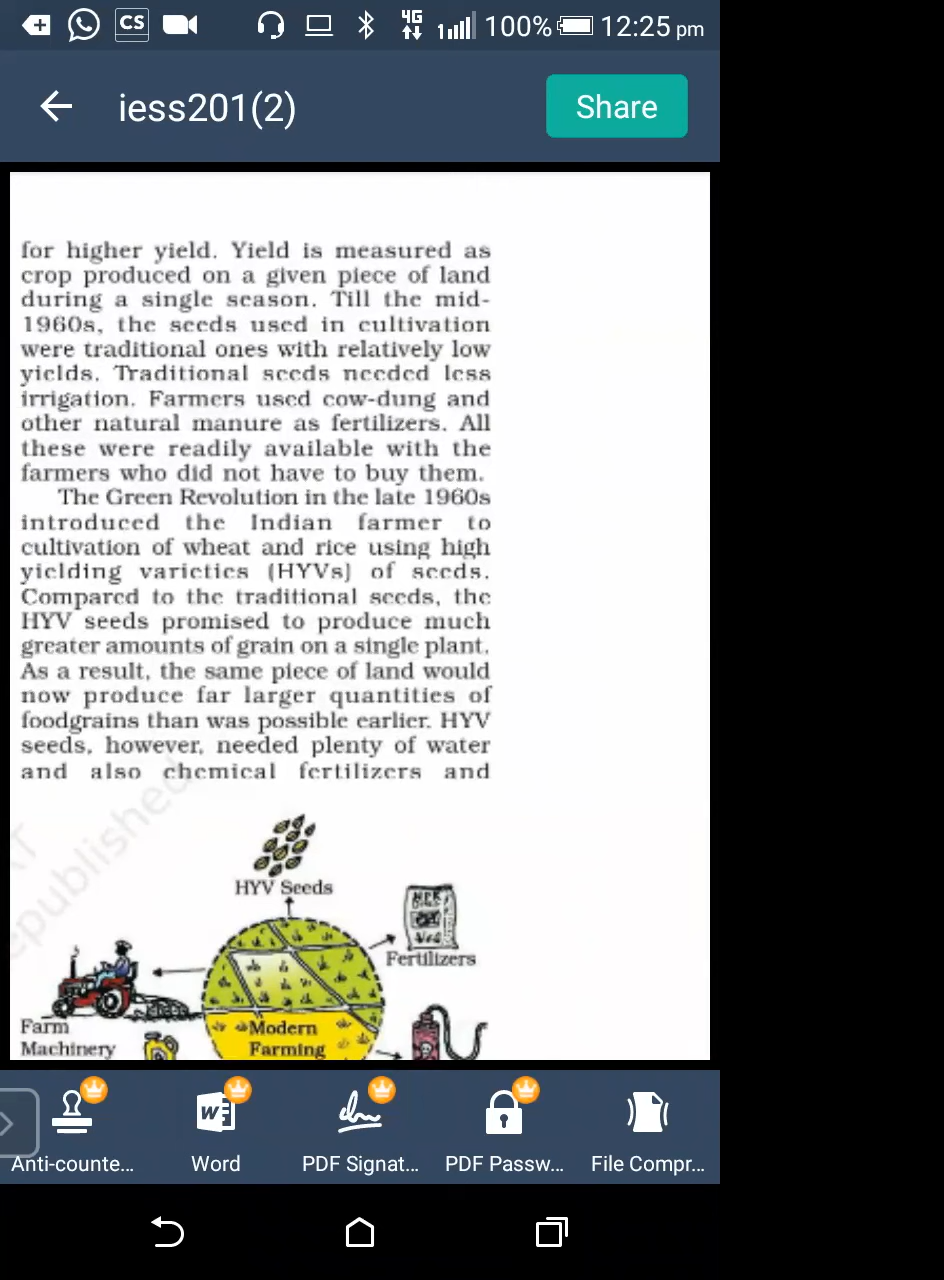 CS
4G
100%
12:25 pm
iess201(2)
Share
for higher yield. Yield is measured as
crop produced on a given piece of land
during a single season. Till the mid-
1960s, the seeds used in cultivation
were traditional ones with relatively low
yields. Traditional seeds needed less
irrigation. Farmers used cow-dung and
other natural manure as fertilizers. All
these were readily available with the
farmers who did not have to buy them.
The Green Revolution in the late 1960s
introduced the Indian farmer to
cultivation of wheat and rice using high
yielding varieties (HYVs) of seeds.
Compared to the traditional seeds, the
HYV seeds promised to produce much
greater amounts of grain on a single plant.
As a result, the same piece of land would
now produce far larger quantities of
foodgrains than was possible earlier. HYV
seeds, however, needed plenty of water
and also chemical fertilizers and
epublished
HYV Seeds
NPK
Fertilizers
Farm
Machinery
Modern
Farming
W
Anti-counte...
Word
PDF Signat...
PDF Passw...
File Compr...